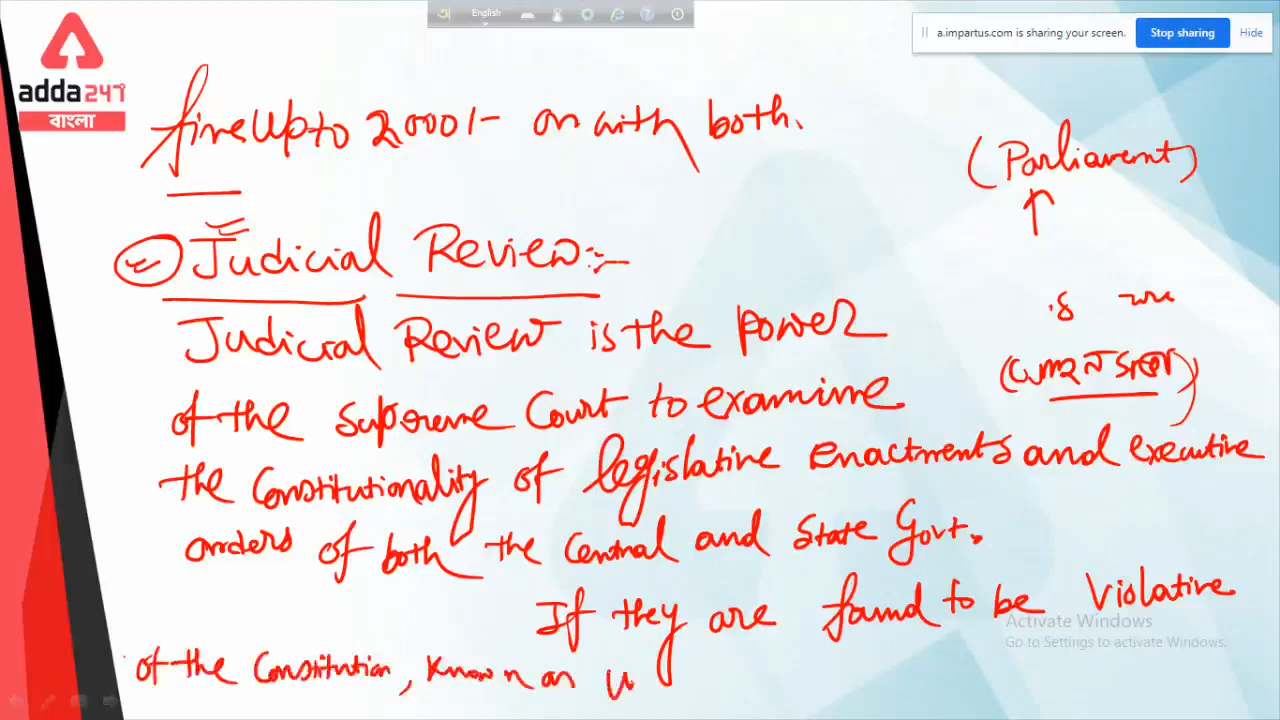 English
a.impartus.com is sharing your screen.
Stop sharing
Hide
adda247
বাংলা
fine Upto 2000/- or with both.
(Parliament)
Judicial Review:-
Judicial Review is the power
of the Supreme Court to examine
the Constitutionality of legislative enactments and executive
orders of both the Central and State Govt.
If they are found to be Violative
of the Constitution, Known as U
Activate Windows
Go to Settings to activate Windows.